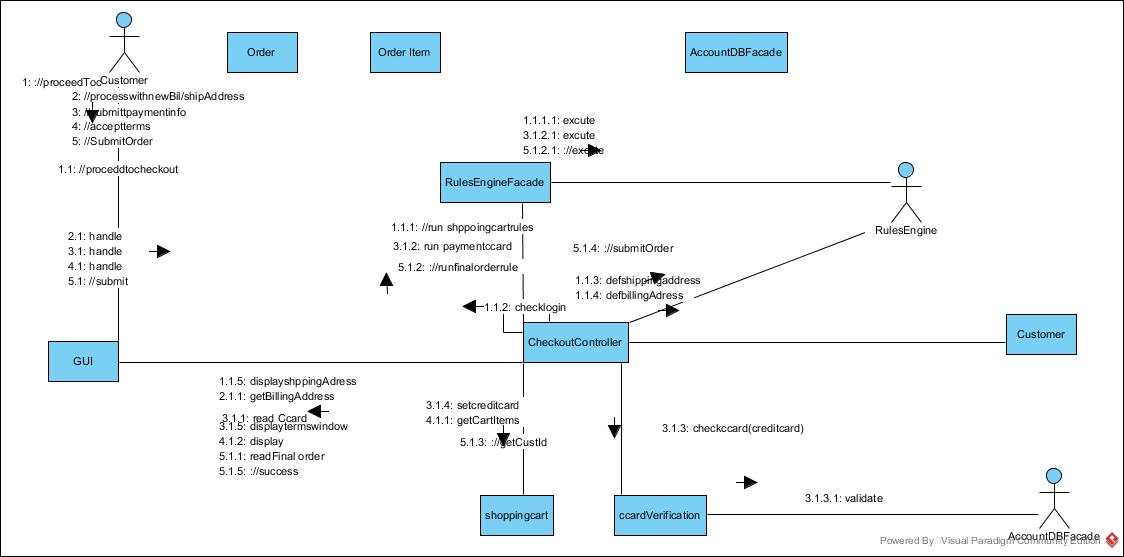 Order
Order Item
AccountDBFacade
Customer
1: ://proceedToc
2: //processwithnewBil/shipAddress
3: //submittpaymentinfo
4: //acceptterms
5: //SubmitOrder
1.1: //proceddtocheckout
1.1.1.1: excute
3.1.2.1: excute
5.1.2.1: ://excute
RulesEngineFacade
RulesEngine
2.1: handle
3.1: handle
4.1: handle
5.1: //submit
1.1.1: //run shppoingcartrules
3.1.2: run paymentccard
5.1.2: ://runfinalorderrule
5.1.4: ://submitOrder
1.1.3: defshippingaddress
1.1.4: defbillingAdress
1.1.2: checklogin
CheckoutController
Customer
GUI
1.1.5: displayshppingAdress
2.1.1: getBillingAddress
3.1.1: read Ccard
3.1.5: displaytermswindow
4.1.2: display
5.1.1: readFinal order
5.1.5: ://success
3.1.4: setcreditcard
4.1.1: getCartItems
5.1.3: ://getCustId
3.1.3: checkccard(creditcard)
3.1.3.1: validate
shoppingcart
ccardVerification
AccountDBFacade
Powered By Visual Paradigm Community Edition